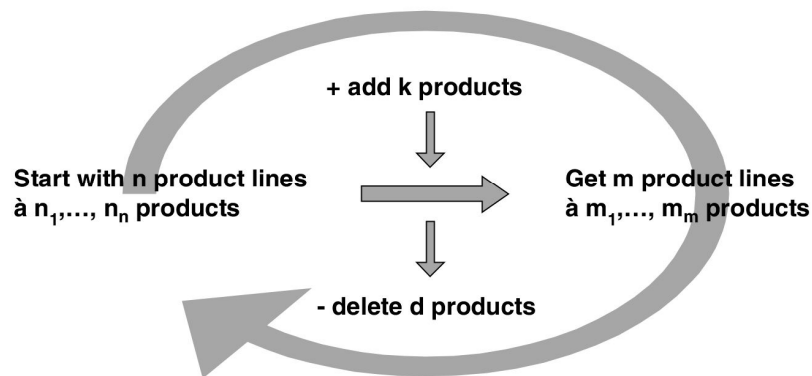 + add k products
Start with n product lines
à n₁,..., nₙ products
Get m product lines
à m₁,..., mₘ products
- delete d products